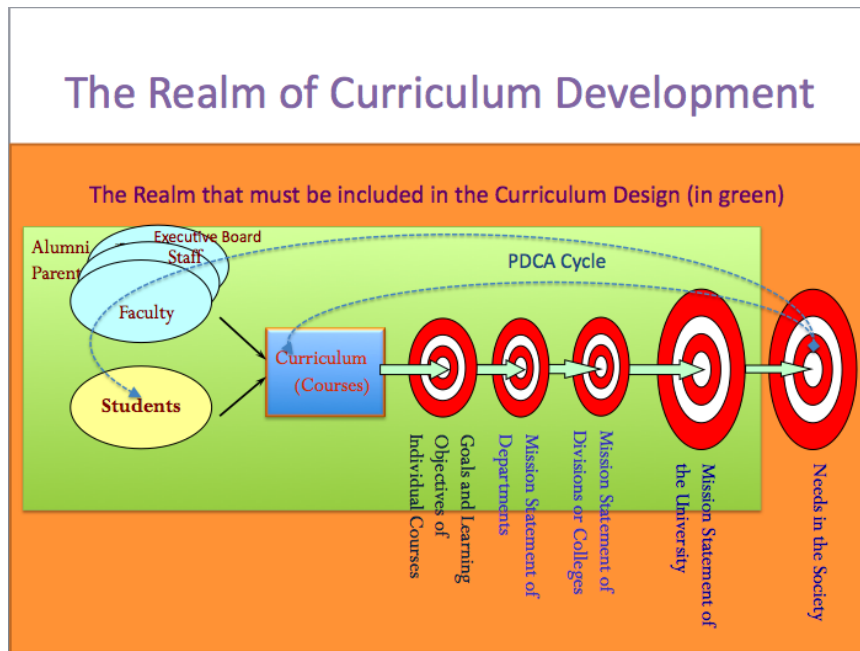 The Realm of Curriculum Development
The Realm that must be included in the Curriculum Design (in green)
Executive Board
Alumni
Staff
Parent
Faculty
PDCA Cycle
Curriculum
(Courses)
Students
Goals and Learning
Objectives of
Individual Courses
Mission Statement of
Departments
Mission Statement of
Divisions or Colleges
Mission Statement of
the University
Needs in the Society